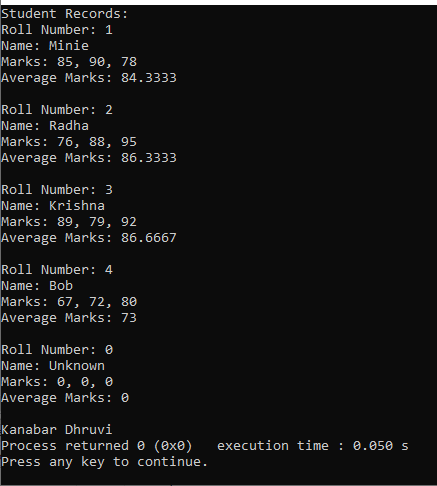 Student Records:
Roll Number: 1
Name: Minie
Marks: 85, 90, 78
Average Marks: 84.3333
Roll Number: 2
Name: Radha
Marks: 76, 88, 95
Average Marks: 86.3333
Roll Number: 3
Name: Krishna
Marks: 89, 79, 92
Average Marks: 86.6667
Roll Number: 4
Name: Bob
Marks: 67, 72, 80
Average Marks: 73
Roll Number: 0
Name: Unknown
Marks: 0, 0, 0
Average Marks: 0
Kanabar Dhruvi
Process returned 0 (0x0)   execution time : 0.050 s
Press any key to continue.